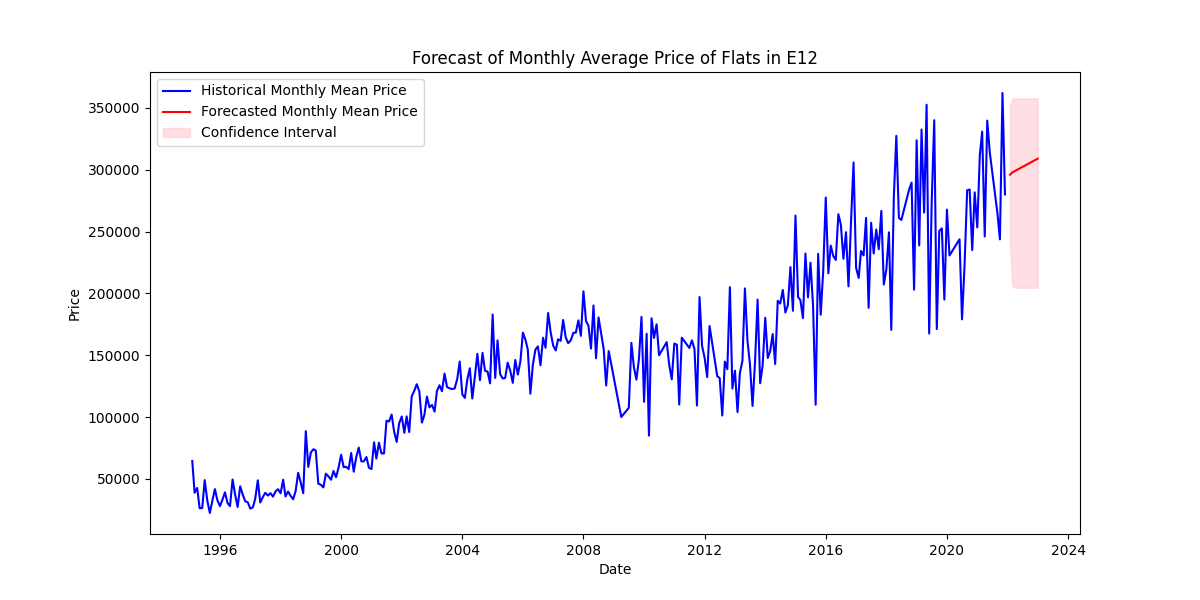 Forecast of Monthly Average Price of Flats in E12
Historical Monthly Mean Price
Forecasted Monthly Mean Price
Confidence Interval
350000
300000
250000
200000
150000
100000
50000
Price
1996 2000 2004 2008 2012 2016 2020 2024
Date